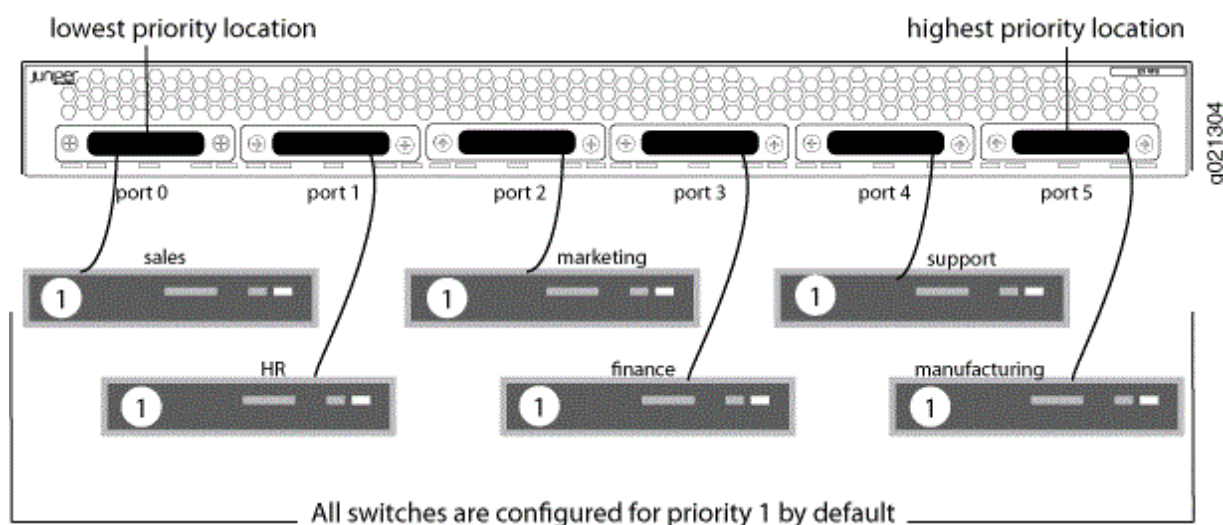 lowest priority location
highest priority location
juniper
port 0
port 1
port 2
port 3
port 4
port 5
g021304
sales
marketing
support
1
1
1
HR
finance
manufacturing
1
1
1
All switches are configured for priority 1 by default